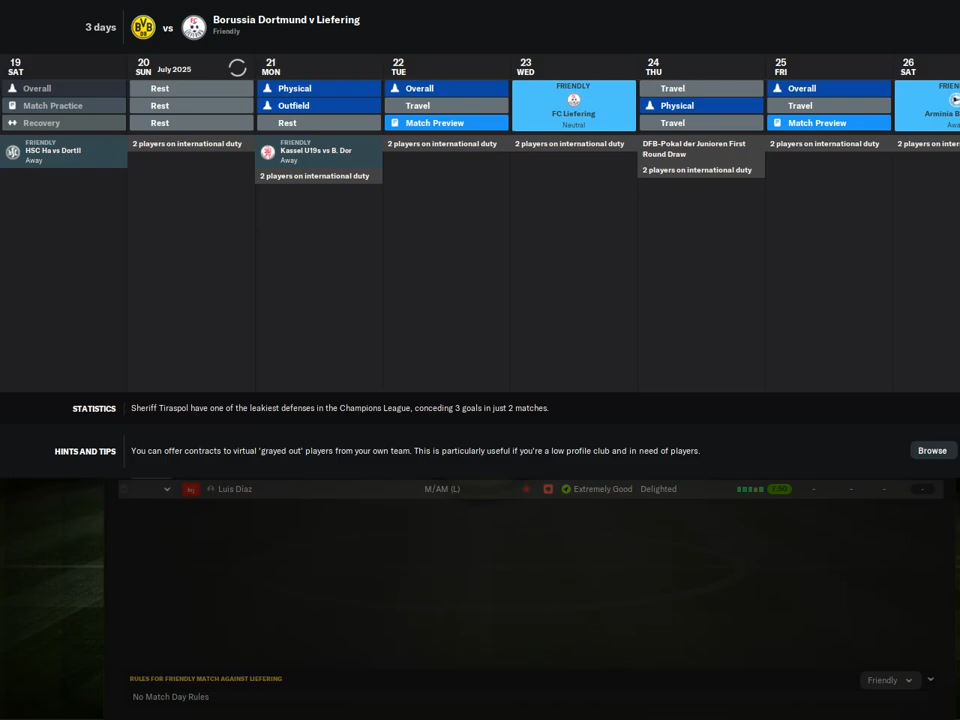 3 days
vs
Borussia Dortmund v Liefering
Friendly
19
SAT
20
SUN July 2025
21
MON
22
TUE
23
WED
24
THU
25
FRI
26
SAT
Overall
Match Practice
Recovery
Rest
Rest
Rest
Physical
Outfield
Rest
Overall
Travel
Match Preview
FRIENDLY
FC Liefering
Neutral
Travel
Physical
Travel
Overall
Travel
Match Preview
FRIEN
Arminia B
Awa
FRIENDLY
HSC Ha vs DortII
Away
2 players on international duty
FRIENDLY
Kassel U19s vs B. Dor
Away
2 players on international duty
2 players on international duty
2 players on international duty
DFB-Pokal der Junioren First
Round Draw
2 players on international duty
2 players on international duty
2 players on intern
STATISTICS
Sheriff Tiraspol have one of the leakiest defenses in the Champions League, conceding 3 goals in just 2 matches.
HINTS AND TIPS
You can offer contracts to virtual 'grayed out' players from your own team. This is particularly useful if you're a low profile club and in need of players.
Browse
Luis Díaz M/AM (L) Extremely Good Delighted - - - -
RULES FOR FRIENDLY MATCH AGAINST LIEFERING
Friendly
No Match Day Rules